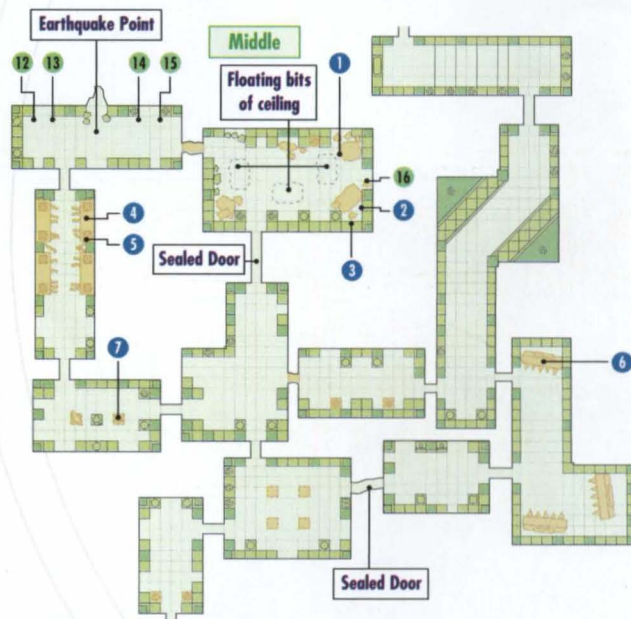 Earthquake Point
Middle
12
13
14
15
1
Floating bits
of ceiling
16
2
3
4
5
Sealed Door
7
6
Sealed Door